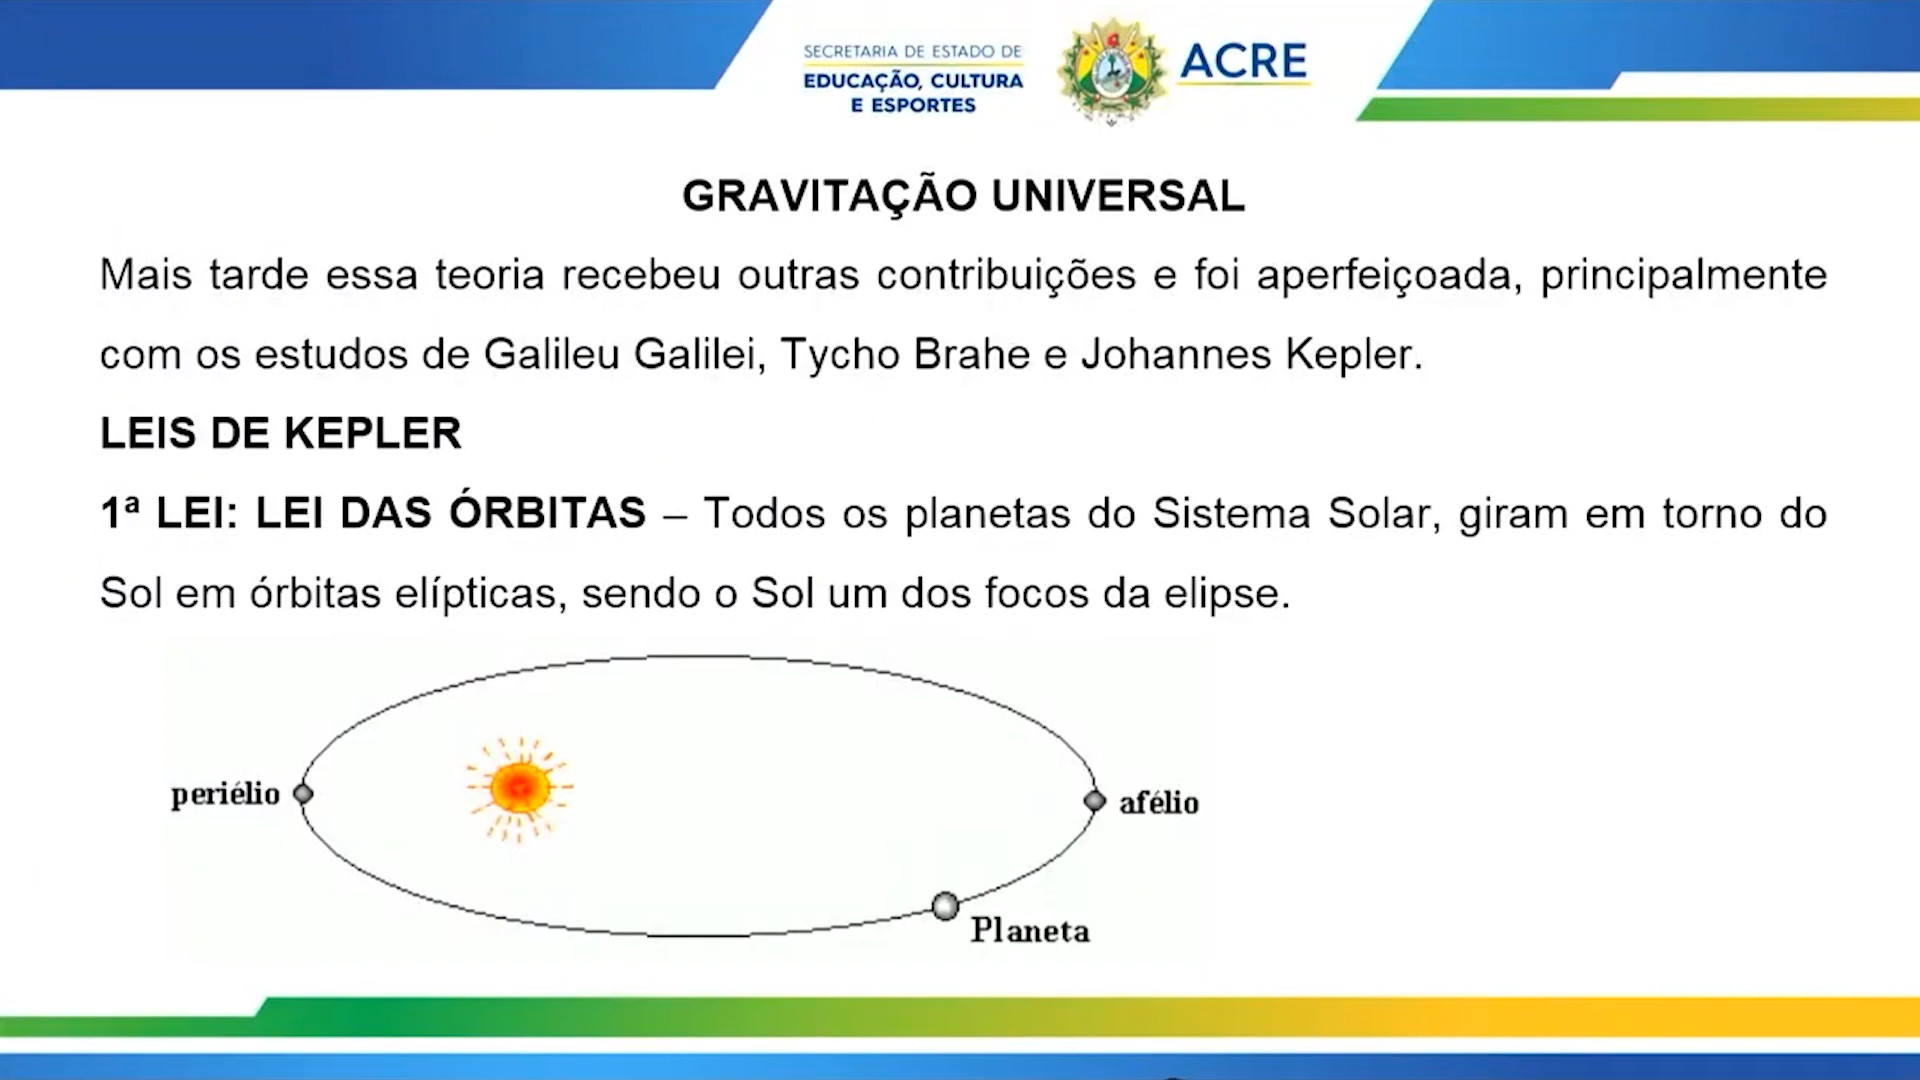 SECRETARIA DE ESTADO DE
EDUCAÇÃO, CULTURA
E ESPORTES
ACRE
GRAVITAÇÃO UNIVERSAL
Mais tarde essa teoria recebeu outras contribuições e foi aperfeiçoada, principalmente
com os estudos de Galileu Galilei, Tycho Brahe e Johannes Kepler.
LEIS DE KEPLER
1ª LEI: LEI DAS ÓRBITAS – Todos os planetas do Sistema Solar, giram em torno do
Sol em órbitas elípticas, sendo o Sol um dos focos da elipse.
periélio
afélio
Planeta